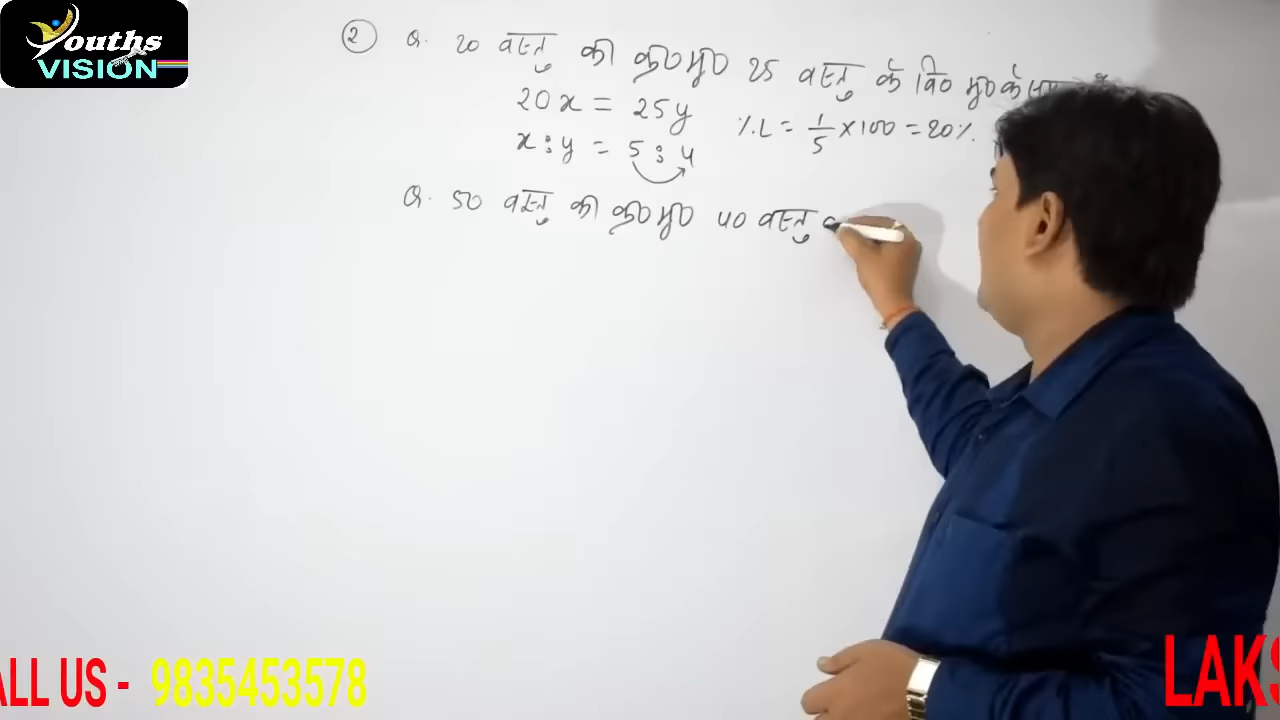 Youths
VISION
2 Q. 20 वस्तु की क्र० मू० 25 वस्तु के वि० मू० के
20x = 25y
%L = 1/5 × 100 = 20%.
x : y = 5 : 4
Q. 50 वस्तु की क्र० मू० 40 वस्तु
ALL US - 9835453578
LAKS